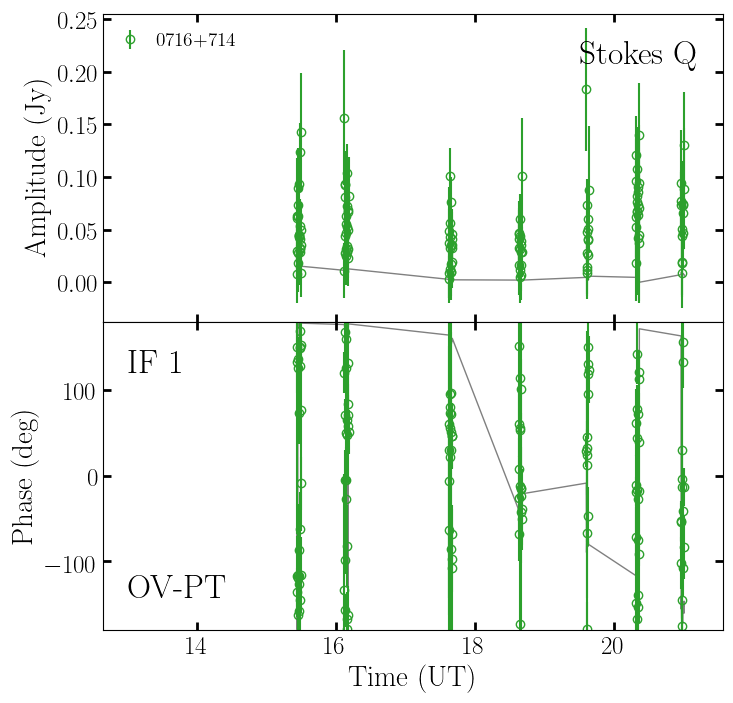 0.25
0.20
0.15
0.10
0.05
0.00
Amplitude (Jy)
0716+714
Stokes Q
100
0
−100
Phase (deg)
IF 1
OV-PT
14 16 18 20
Time (UT)